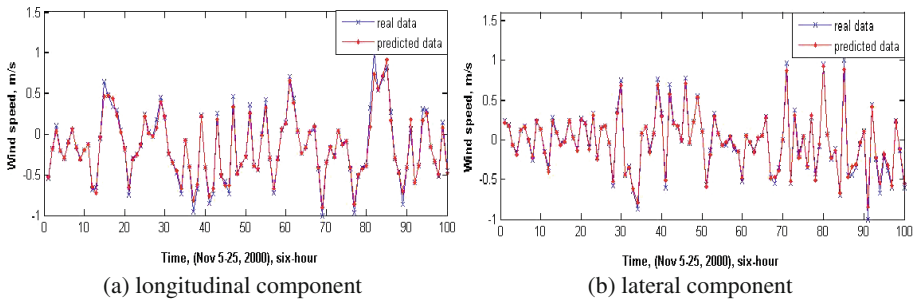 real data
predicted data
Wind speed, m/s
1.5
1
0.5
0
-0.5
-1
0 10 20 30 40 50 60 70 80 90 100
Time, (Nov 5-25, 2000), six-hour
(a) longitudinal component
real data
predicted data
Wind speed, m/s
1.5
1
0.5
0
-0.5
-1
0 10 20 30 40 50 60 70 80 90 100
Time, (Nov 5-25, 2000), six-hour
(b) lateral component